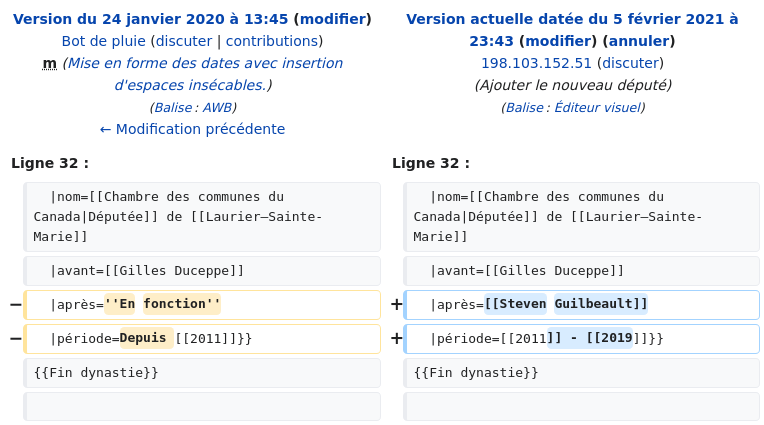 Version du 24 janvier 2020 à 13:45 (modifier)
Bot de pluie (discuter | contributions)
m (Mise en forme des dates avec insertion
d'espaces insécables.)
(Balise : AWB)
← Modification précédente
Version actuelle datée du 5 février 2021 à
23:43 (modifier) (annuler)
198.103.152.51 (discuter)
(Ajouter le nouveau député)
(Balise : Éditeur visuel)
Ligne 32 :
Ligne 32 :
|nom=[[Chambre des communes du
Canada|Députée]] de [[Laurier–Sainte-
Marie]]
|nom=[[Chambre des communes du
Canada|Députée]] de [[Laurier–Sainte-
Marie]]
|avant=[[Gilles Duceppe]]
|avant=[[Gilles Duceppe]]
− |après=''En fonction''
+ |après=[[Steven Guilbeault]]
− |période=Depuis [[2011]]}}
+ |période=[[2011]] - [[2019]]}}
{{Fin dynastie}}
{{Fin dynastie}}